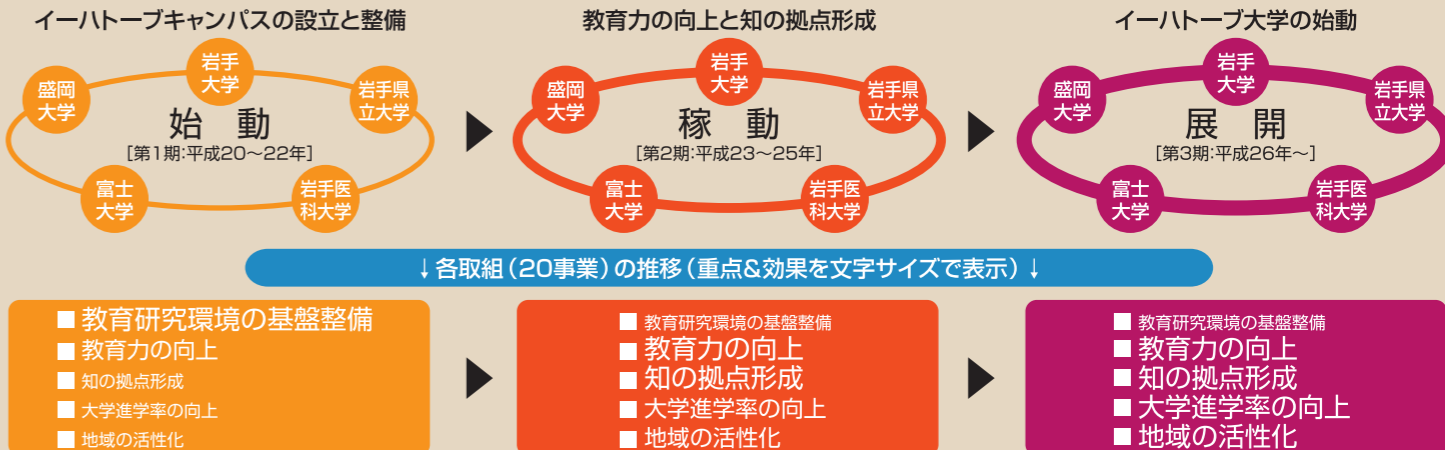 イーハトーブキャンパスの設立と整備
岩手
大学
盛岡
大学
岩手県
立大学
始 動
[第1期:平成20～22年]
富士
大学
岩手医
科大学
▶
教育力の向上と知の拠点形成
岩手
大学
盛岡
大学
岩手県
立大学
稼 動
[第2期:平成23～25年]
富士
大学
岩手医
科大学
▶
イーハトーブ大学の始動
岩手
大学
盛岡
大学
岩手県
立大学
展 開
[第3期:平成26年～]
富士
大学
岩手医
科大学
↓各取組(20事業)の推移(重点&効果を文字サイズで表示)↓
■ 教育研究環境の基盤整備
■ 教育力の向上
■ 知の拠点形成
■ 大学進学率の向上
■ 地域の活性化
▶
■ 教育研究環境の基盤整備
■ 教育力の向上
■ 知の拠点形成
■ 大学進学率の向上
■ 地域の活性化
▶
■ 教育研究環境の基盤整備
■ 教育力の向上
■ 知の拠点形成
■ 大学進学率の向上
■ 地域の活性化